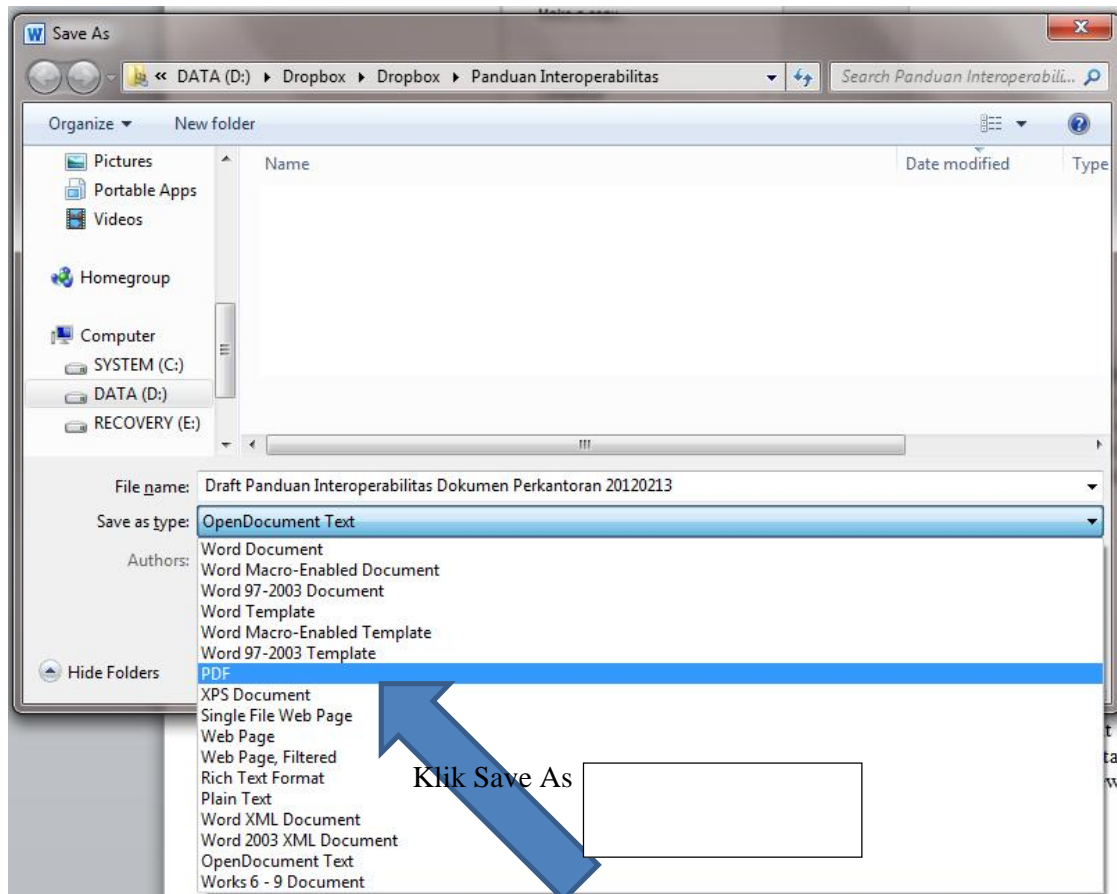 Make a copy
Save As
« DATA (D:) Dropbox Dropbox Panduan Interoperabilitas
Search Panduan Interoperabili...
Organize New folder
Name
Date modified
Type
Pictures
Portable Apps
Videos
Homegroup
Computer
SYSTEM (C:)
DATA (D:)
RECOVERY (E:)
File name: Draft Panduan Interoperabilitas Dokumen Perkantoran 20120213
Save as type: OpenDocument Text
Authors:
Word Document
Word Macro-Enabled Document
Word 97-2003 Document
Word Template
Word Macro-Enabled Template
Word 97-2003 Template
Hide Folders
PDF
XPS Document
Single File Web Page
Web Page
Web Page, Filtered
Rich Text Format
Plain Text
Word XML Document
Word 2003 XML Document
OpenDocument Text
Works 6 - 9 Document
Klik Save As